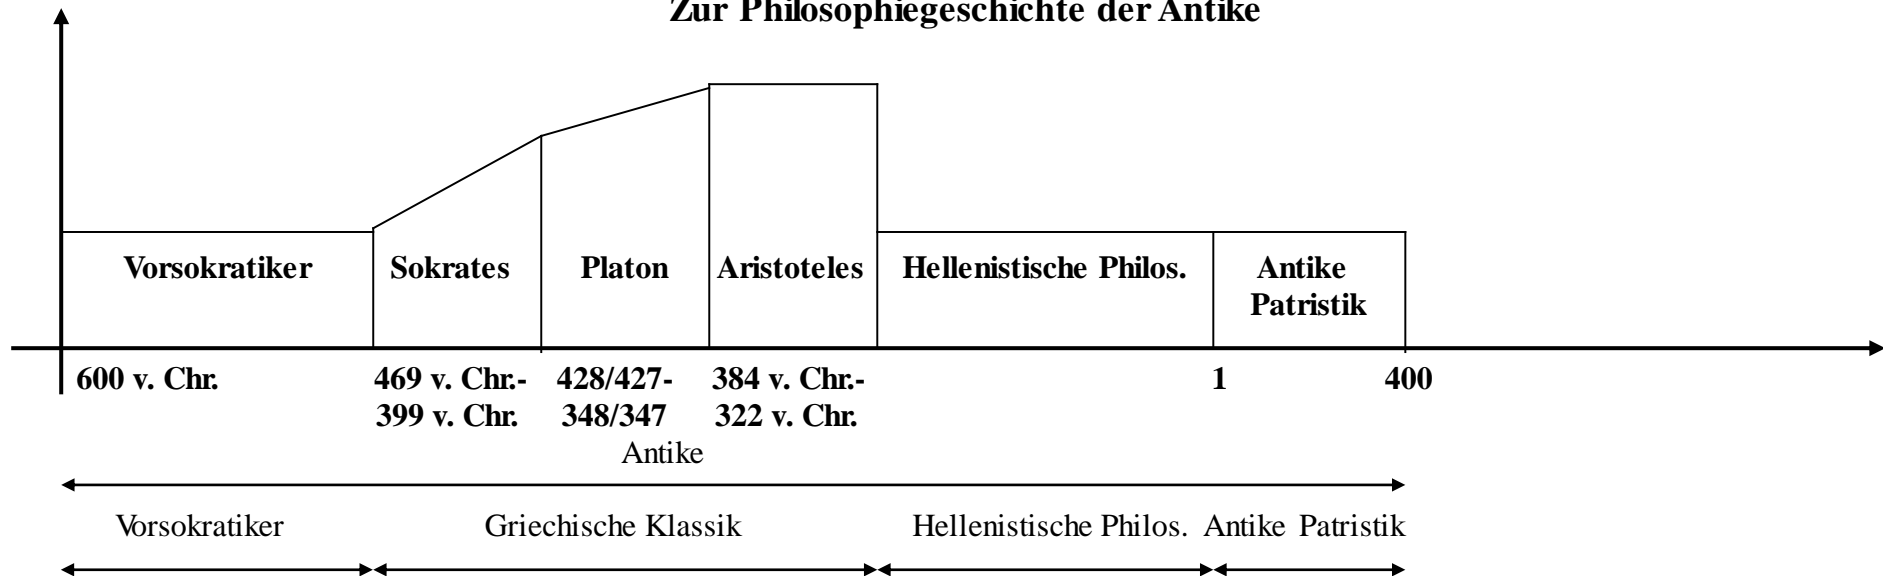 Zur Philosophiegeschichte der Antike
Vorsokratiker Sokrates Platon Aristoteles Hellenistische Philos. Antike
Patristik
600 v. Chr. 469 v. Chr.- 428/427- 384 v. Chr.- 1 400
399 v. Chr. 348/347 322 v. Chr.
Antike
Vorsokratiker Griechische Klassik Hellenistische Philos. Antike Patristik